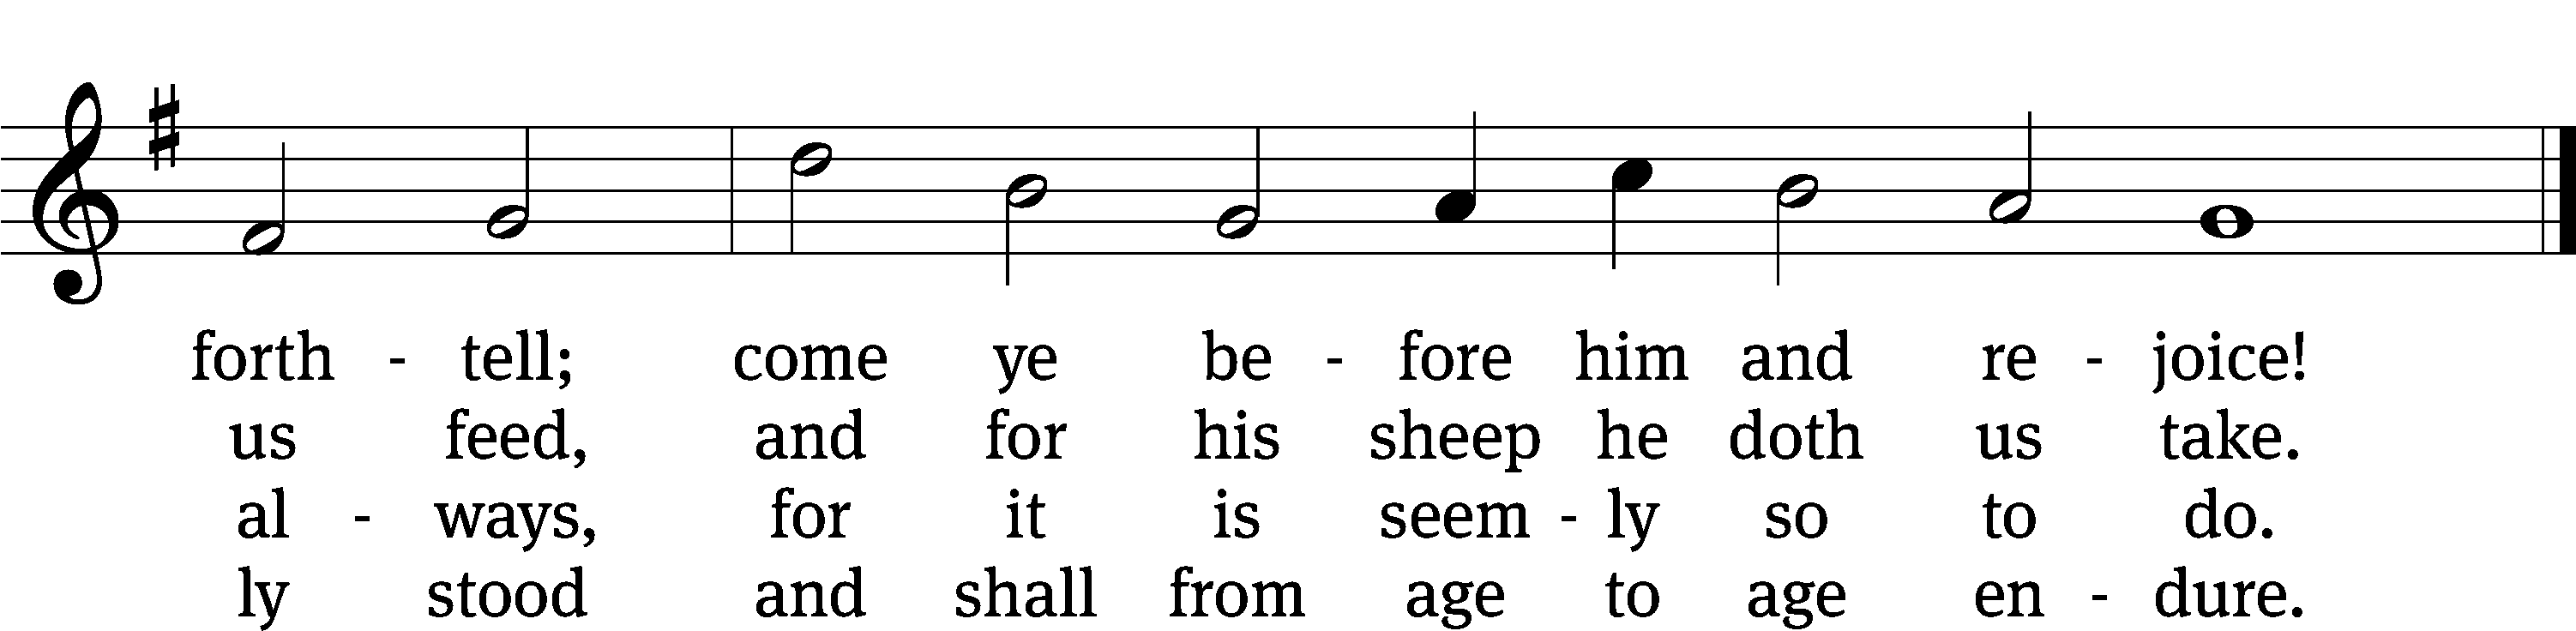 forth - tell; come ye be - fore him and re - joice!
us feed, and for his sheep he doth us take.
al - ways, for it is seem - ly so to do.
ly stood and shall from age to age en - dure.